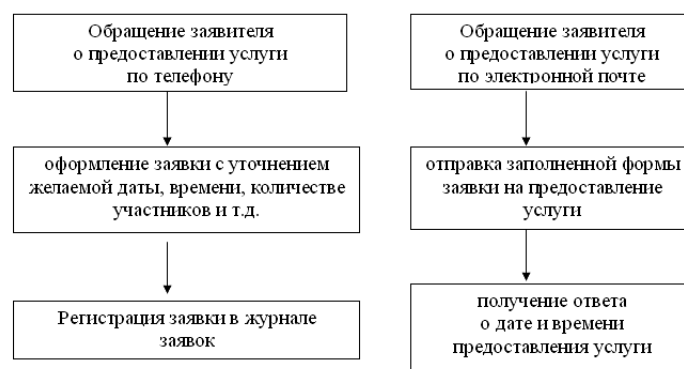 Обращение заявителя
о предоставлении услуги
по телефону
оформление заявки с уточнением
желаемой даты, времени, количестве
участников и т.д.
Регистрация заявки в журнале
заявок
Обращение заявителя
о предоставлении услуги
по электронной почте
отправка заполненной формы
заявки на предоставление
услуги
получение ответа
о дате и времени
предоставления услуги